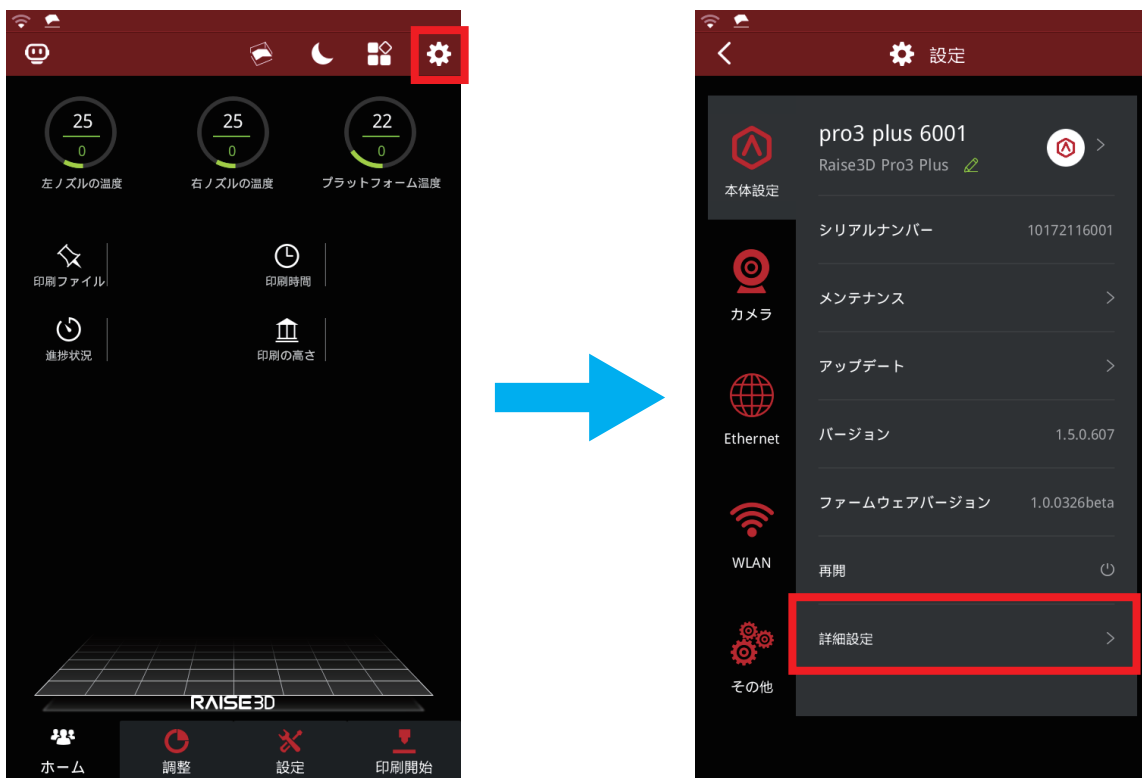 25
0
左ノズルの温度
25
0
右ノズルの温度
22
0
プラットフォーム温度
印刷ファイル
印刷時間
進捗状況
印刷の高さ
RAISE3D
ホーム
調整
設定
印刷開始
設定
本体設定
カメラ
Ethernet
WLAN
その他
pro3 plus 6001
Raise3D Pro3 Plus
シリアルナンバー 10172116001
メンテナンス
アップデート
バージョン 1.5.0.607
ファームウェアバージョン 1.0.0326beta
再開
詳細設定